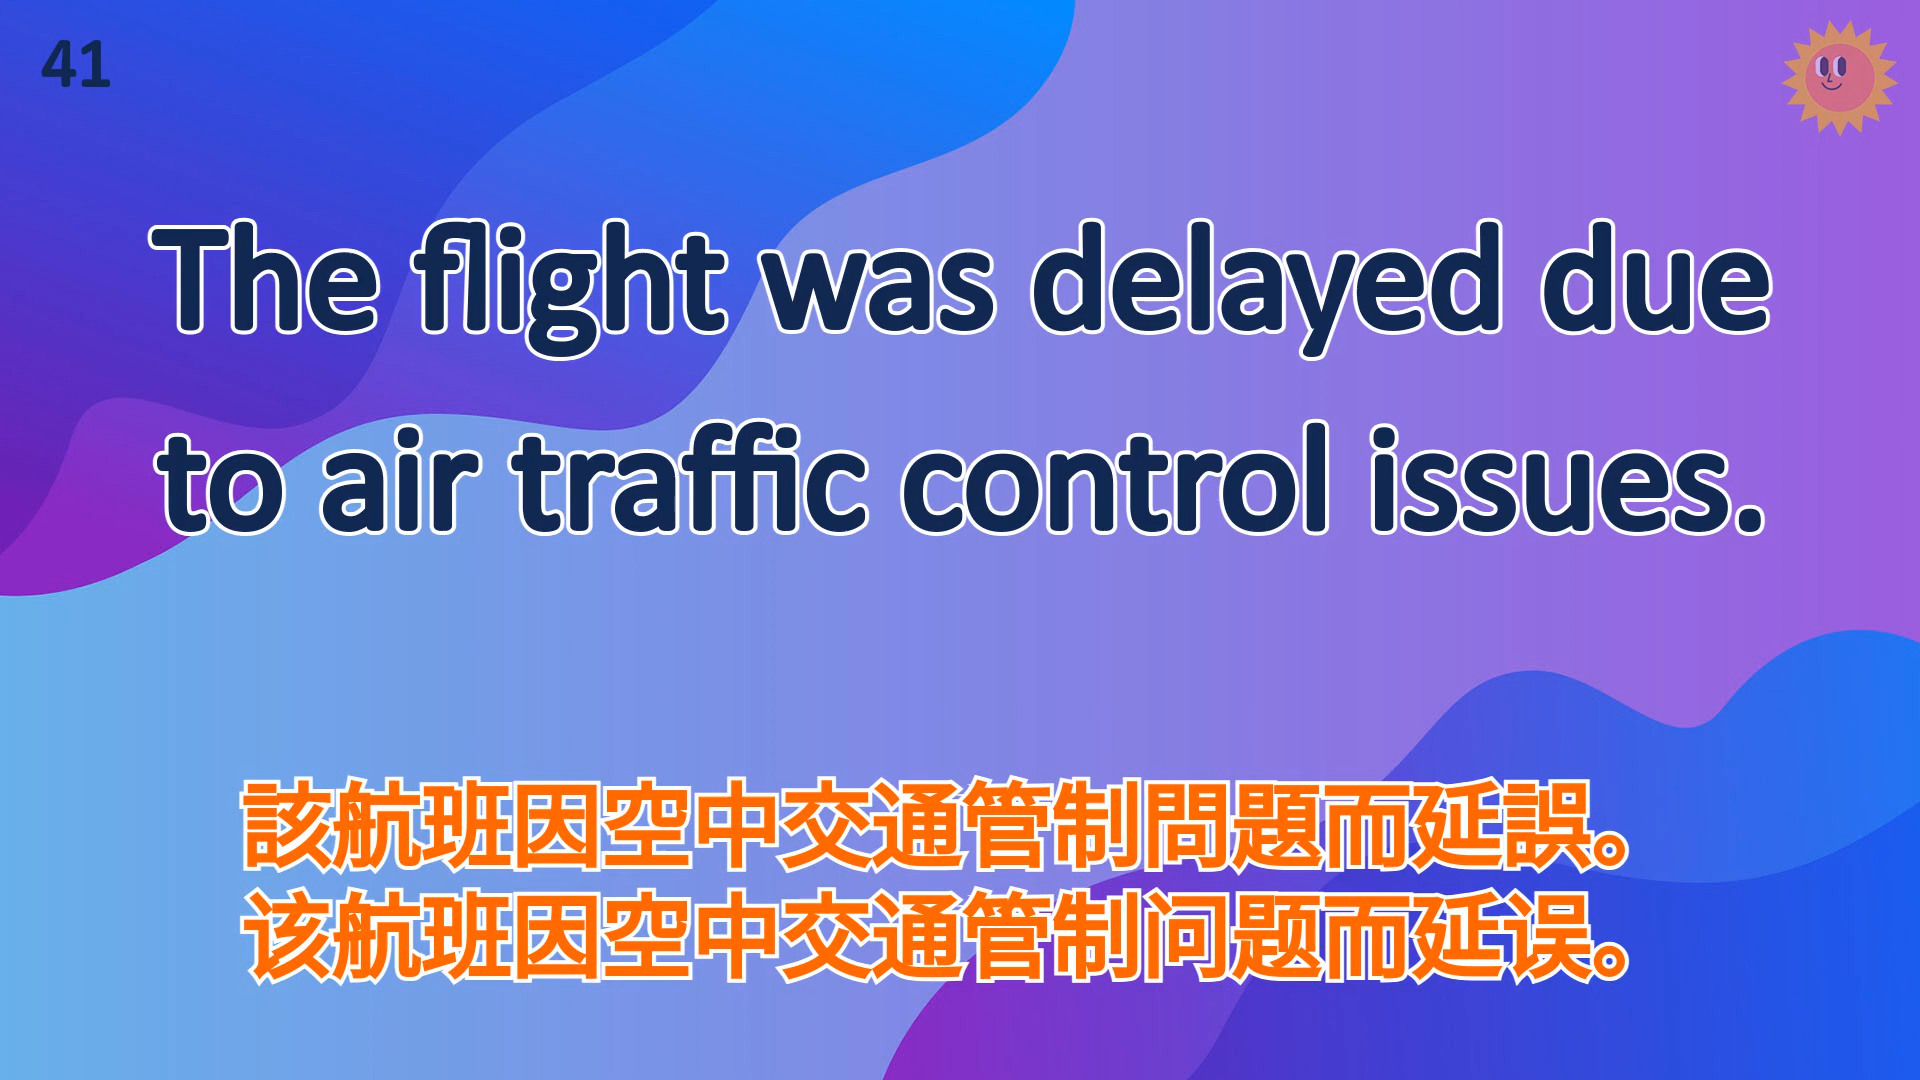 41
The flight was delayed due
to air traffic control issues.
該航班因空中交通管制問題而延誤。
该航班因空中交通管制问题而延误。